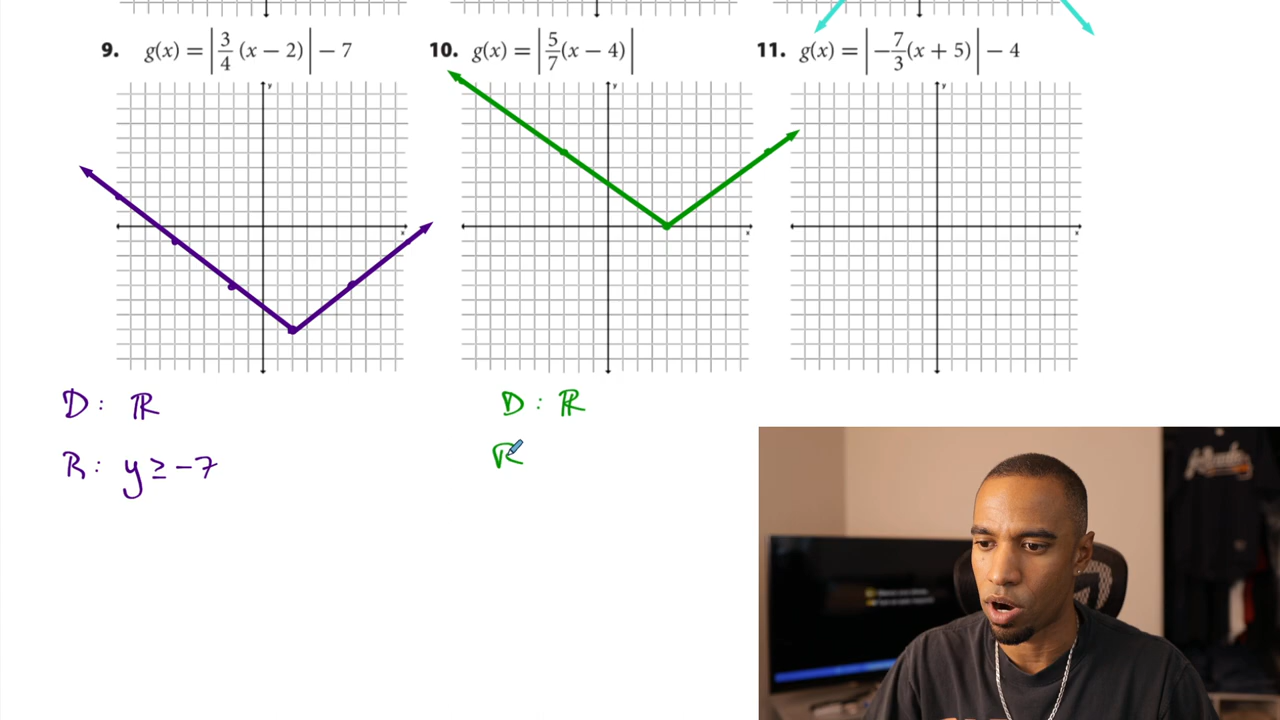 9. g(x) = |3/4 (x − 2)| − 7
10. g(x) = |5/7(x − 4)|
11. g(x) = |−7/3(x + 5)| − 4
y
y
y
x
x
x
D: ℝ
R: y ≥ −7
D: ℝ
R